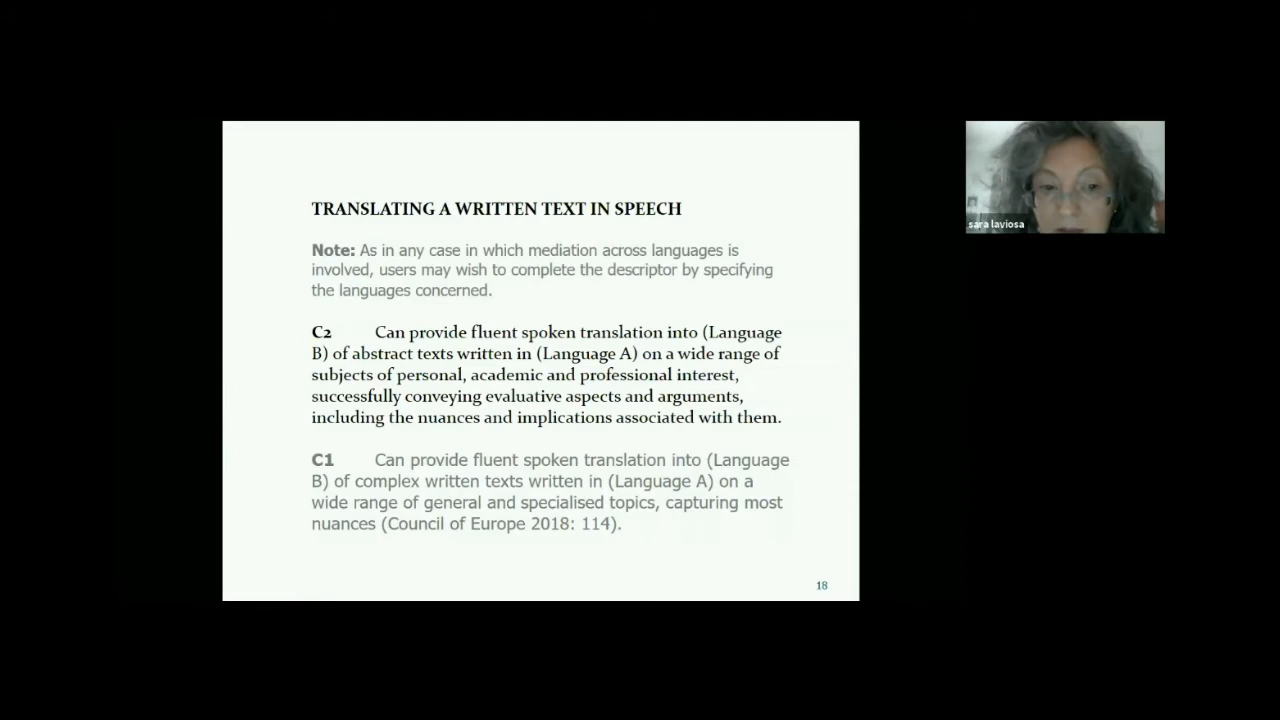 TRANSLATING A WRITTEN TEXT IN SPEECH
Note: As in any case in which mediation across languages is
involved, users may wish to complete the descriptor by specifying
the languages concerned.
C2 Can provide fluent spoken translation into (Language
B) of abstract texts written in (Language A) on a wide range of
subjects of personal, academic and professional interest,
successfully conveying evaluative aspects and arguments,
including the nuances and implications associated with them.
C1 Can provide fluent spoken translation into (Language
B) of complex written texts written in (Language A) on a
wide range of general and specialised topics, capturing most
nuances (Council of Europe 2018: 114).
18
sara laviosa